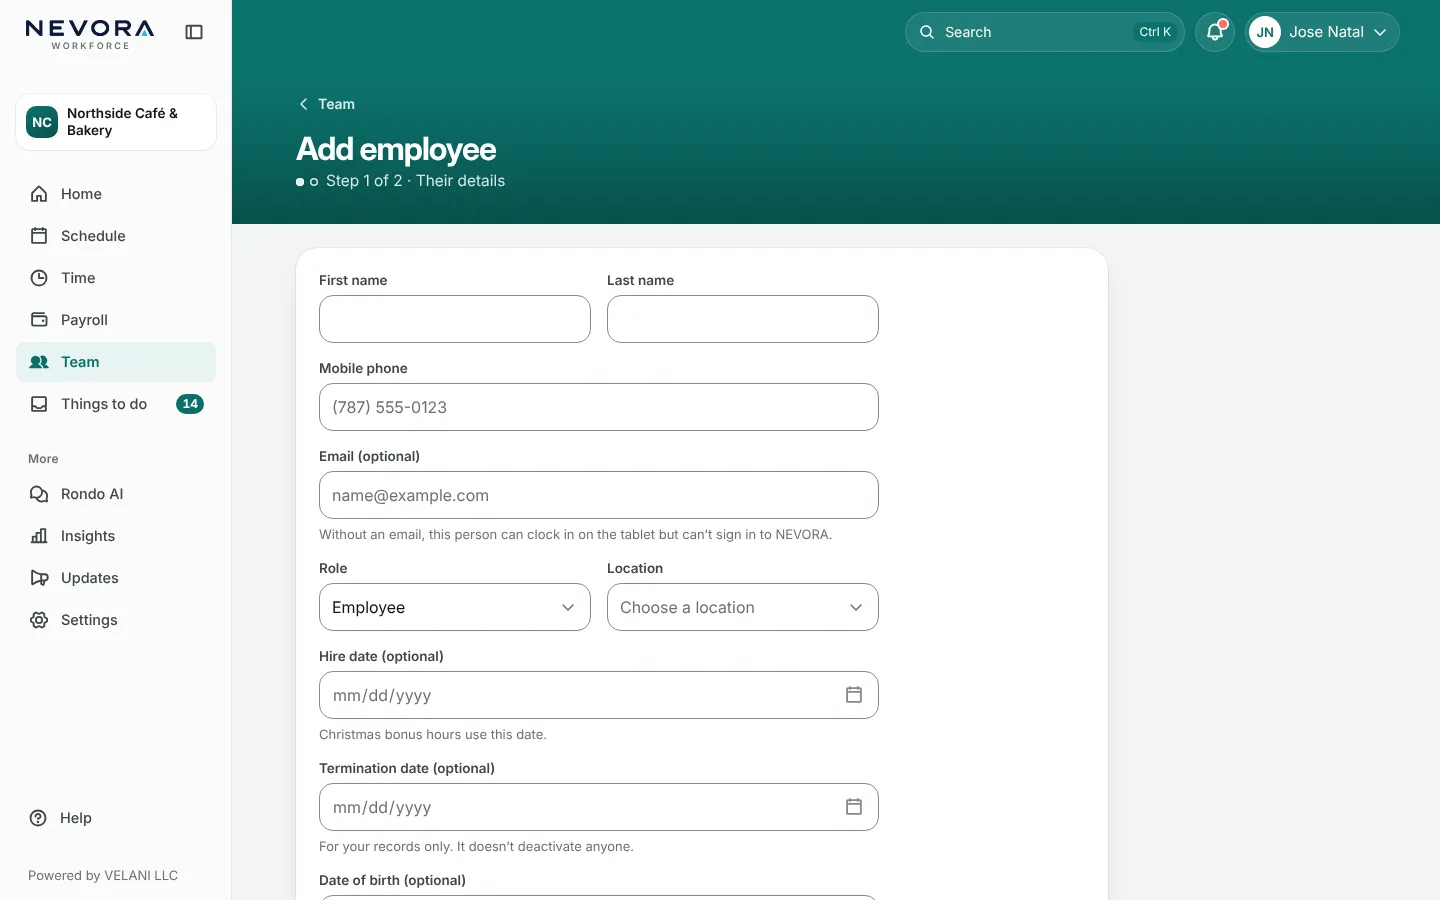 NEVORA
WORKFORCE
Search
Ctrl K
JN
Jose Natal
NC
Northside Café &
Bakery
Home
Schedule
Time
Payroll
Team
Things to do
14
More
Rondo AI
Insights
Updates
Settings
Help
Powered by VELANI LLC
Team
Add employee
Step 1 of 2 · Their details
First name
Last name
Mobile phone
(787) 555-0123
Email (optional)
name@example.com
Without an email, this person can clock in on the tablet but can’t sign in to NEVORA.
Role
Location
Employee
Choose a location
Hire date (optional)
mm/dd/yyyy
Christmas bonus hours use this date.
Termination date (optional)
mm/dd/yyyy
For your records only. It doesn’t deactivate anyone.
Date of birth (optional)